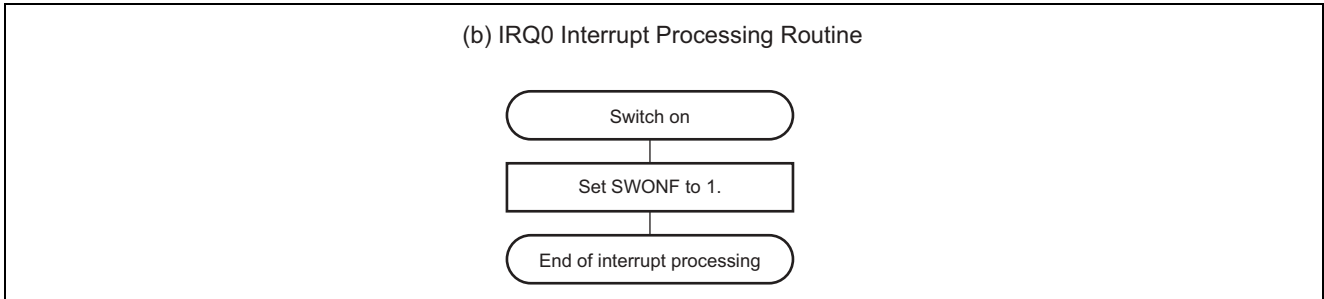 (b) IRQ0 Interrupt Processing Routine
Switch on
Set SWONF to 1.
End of interrupt processing